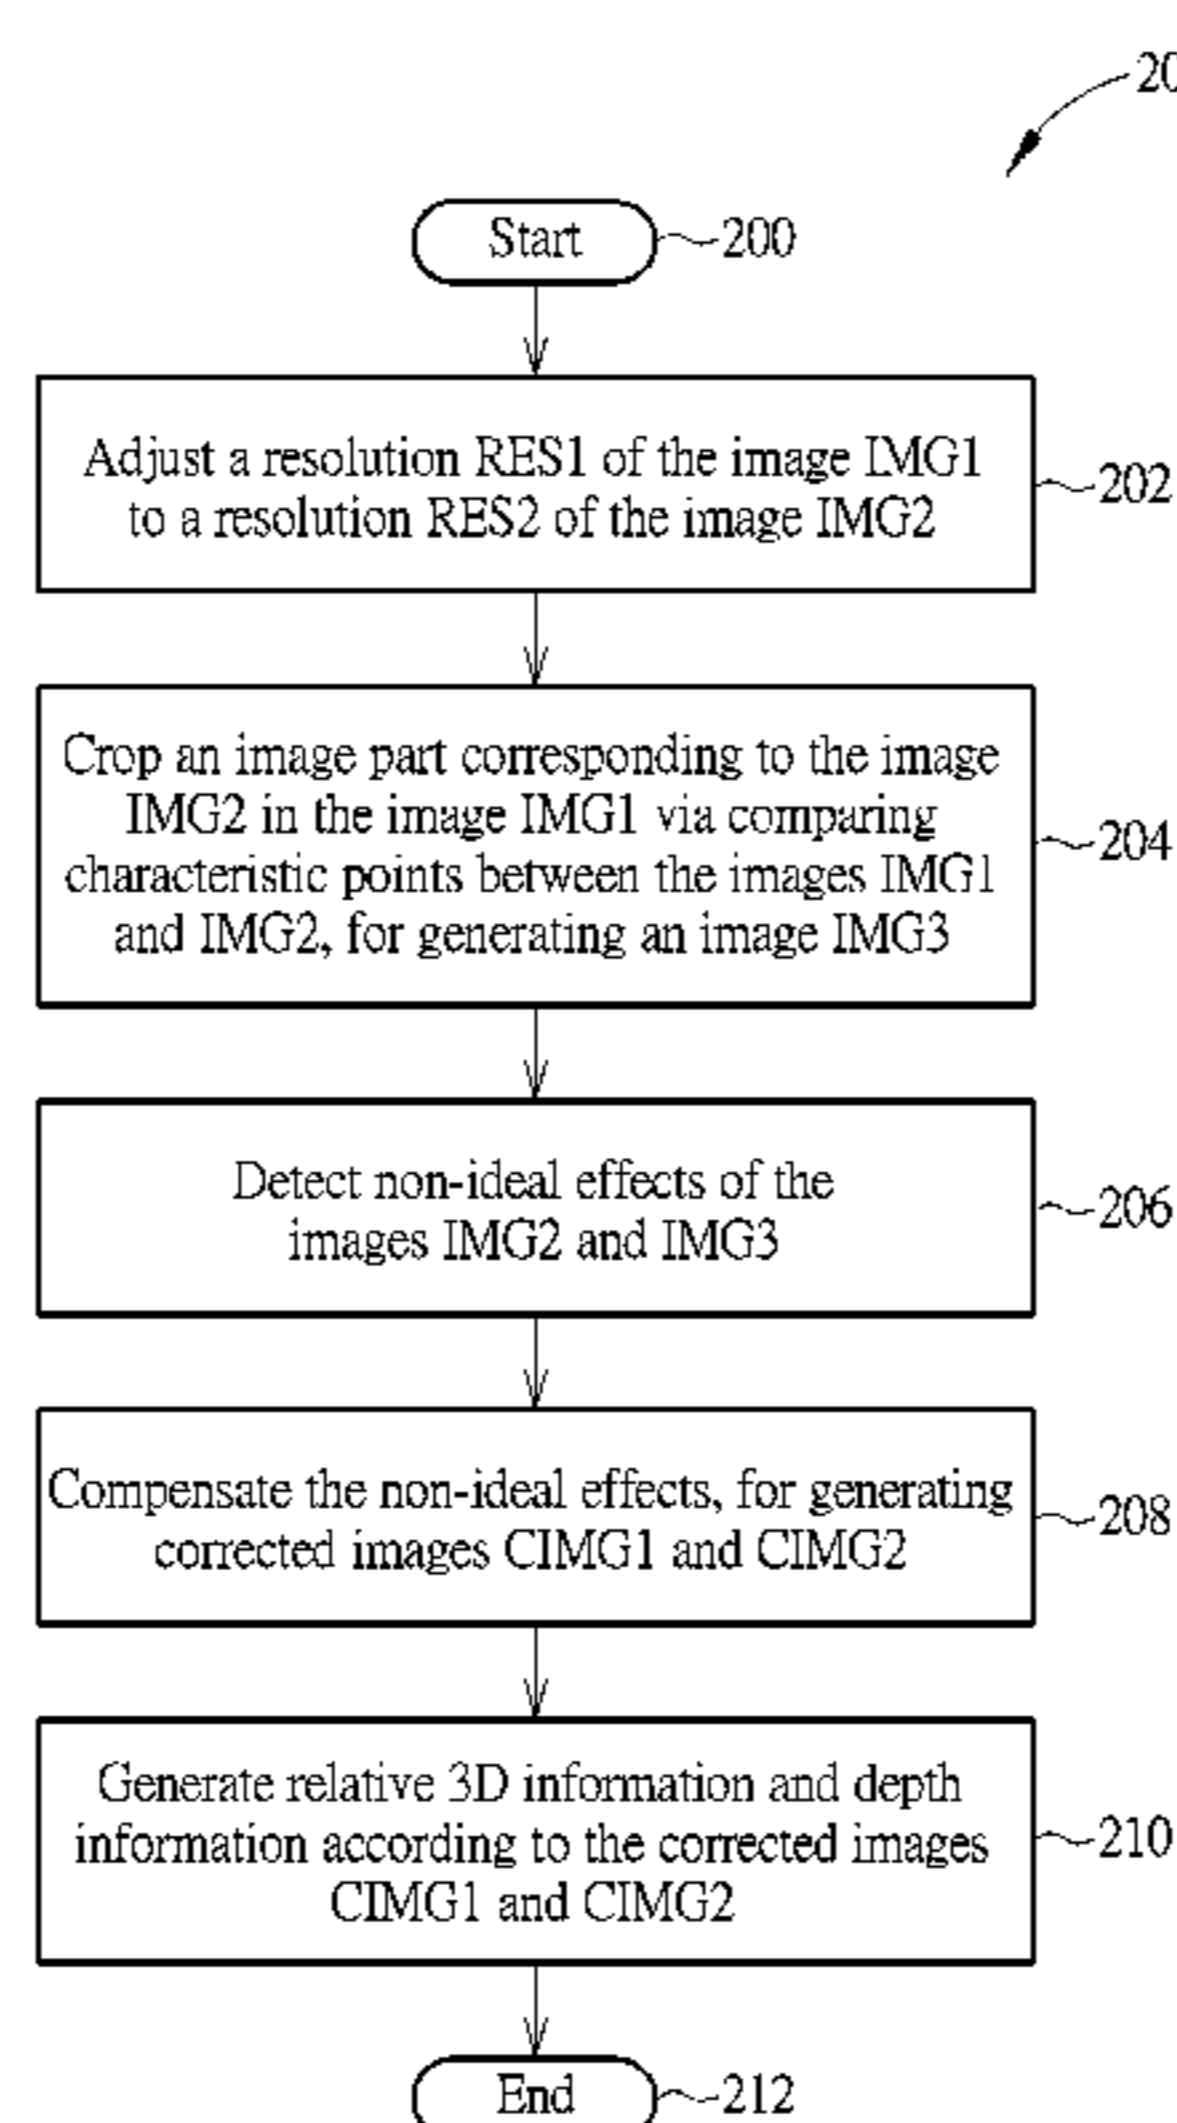 20
Start
200
Adjust a resolution RES1 of the image IMG1
to a resolution RES2 of the image IMG2
202
Crop an image part corresponding to the image
IMG2 in the image IMG1 via comparing
characteristic points between the images IMG1
and IMG2, for generating an image IMG3
204
Detect non-ideal effects of the
images IMG2 and IMG3
206
Compensate the non-ideal effects, for generating
corrected images CIMG1 and CIMG2
208
Generate relative 3D information and depth
information according to the corrected images
CIMG1 and CIMG2
210
End
212